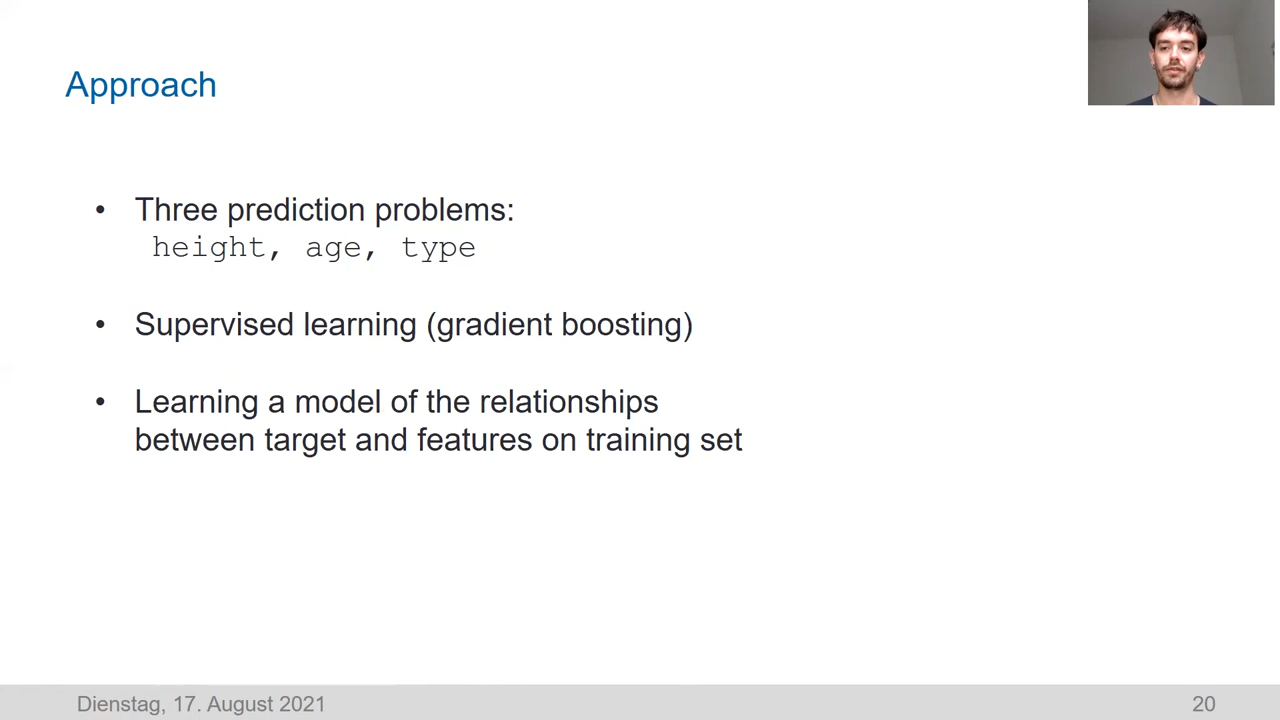 Approach
• Three prediction problems:
height, age, type
• Supervised learning (gradient boosting)
• Learning a model of the relationships
between target and features on training set
Dienstag, 17. August 2021
20